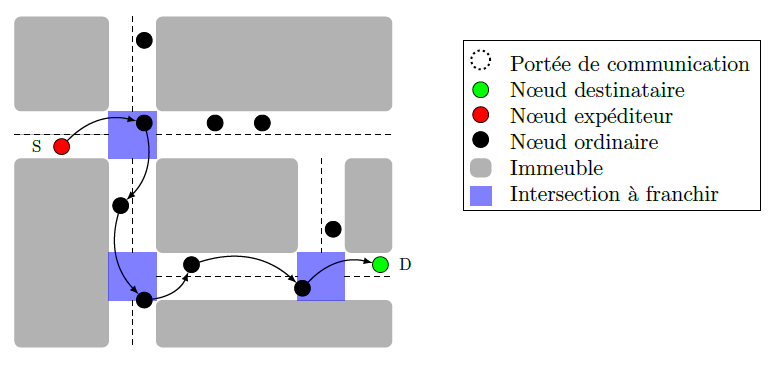 S
D
Portée de communication
Nœud destinataire
Nœud expéditeur
Nœud ordinaire
Immeuble
Intersection à franchir